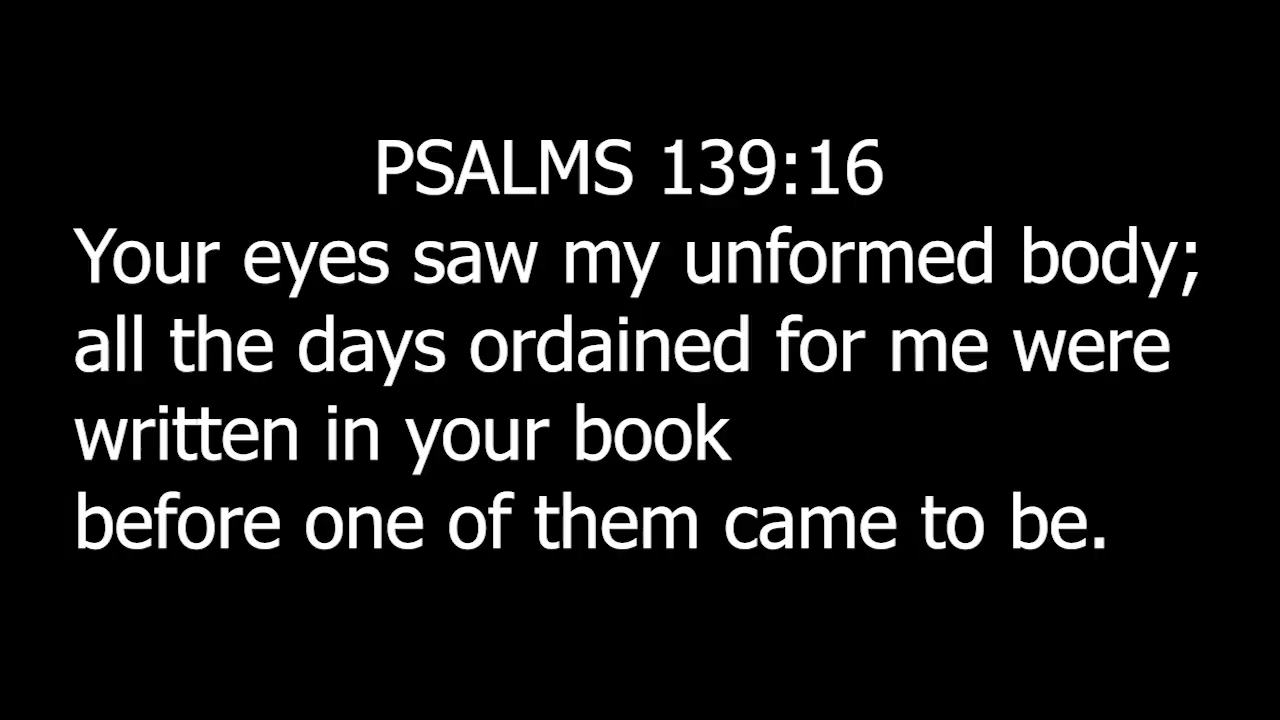 PSALMS 139:16
Your eyes saw my unformed body;
all the days ordained for me were
written in your book
before one of them came to be.